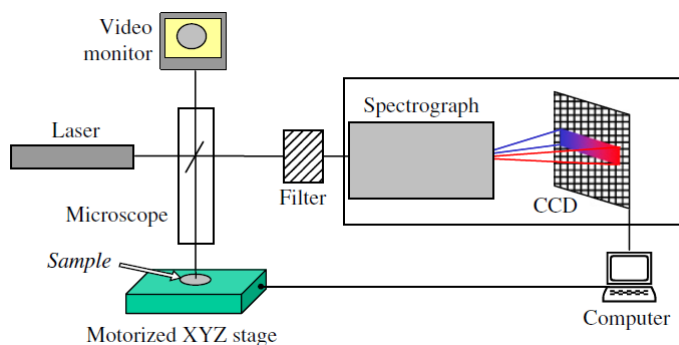 Video
monitor
Laser
Spectrograph
Microscope
Filter
CCD
Sample
Motorized XYZ stage
Computer